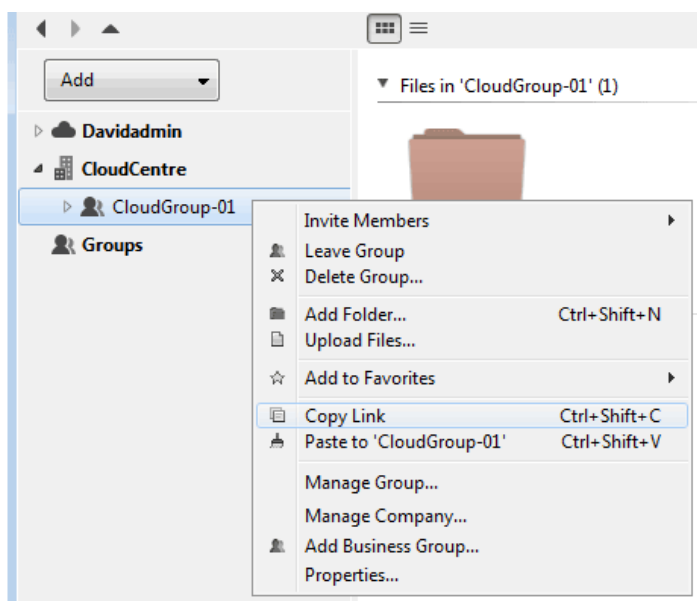 Add
Files in 'CloudGroup-01' (1)
Davidadmin
CloudCentre
CloudGroup-01
Groups
Invite Members
Leave Group
Delete Group...
Add Folder... Ctrl+Shift+N
Upload Files...
Add to Favorites
Copy Link Ctrl+Shift+C
Paste to 'CloudGroup-01' Ctrl+Shift+V
Manage Group...
Manage Company...
Add Business Group...
Properties...